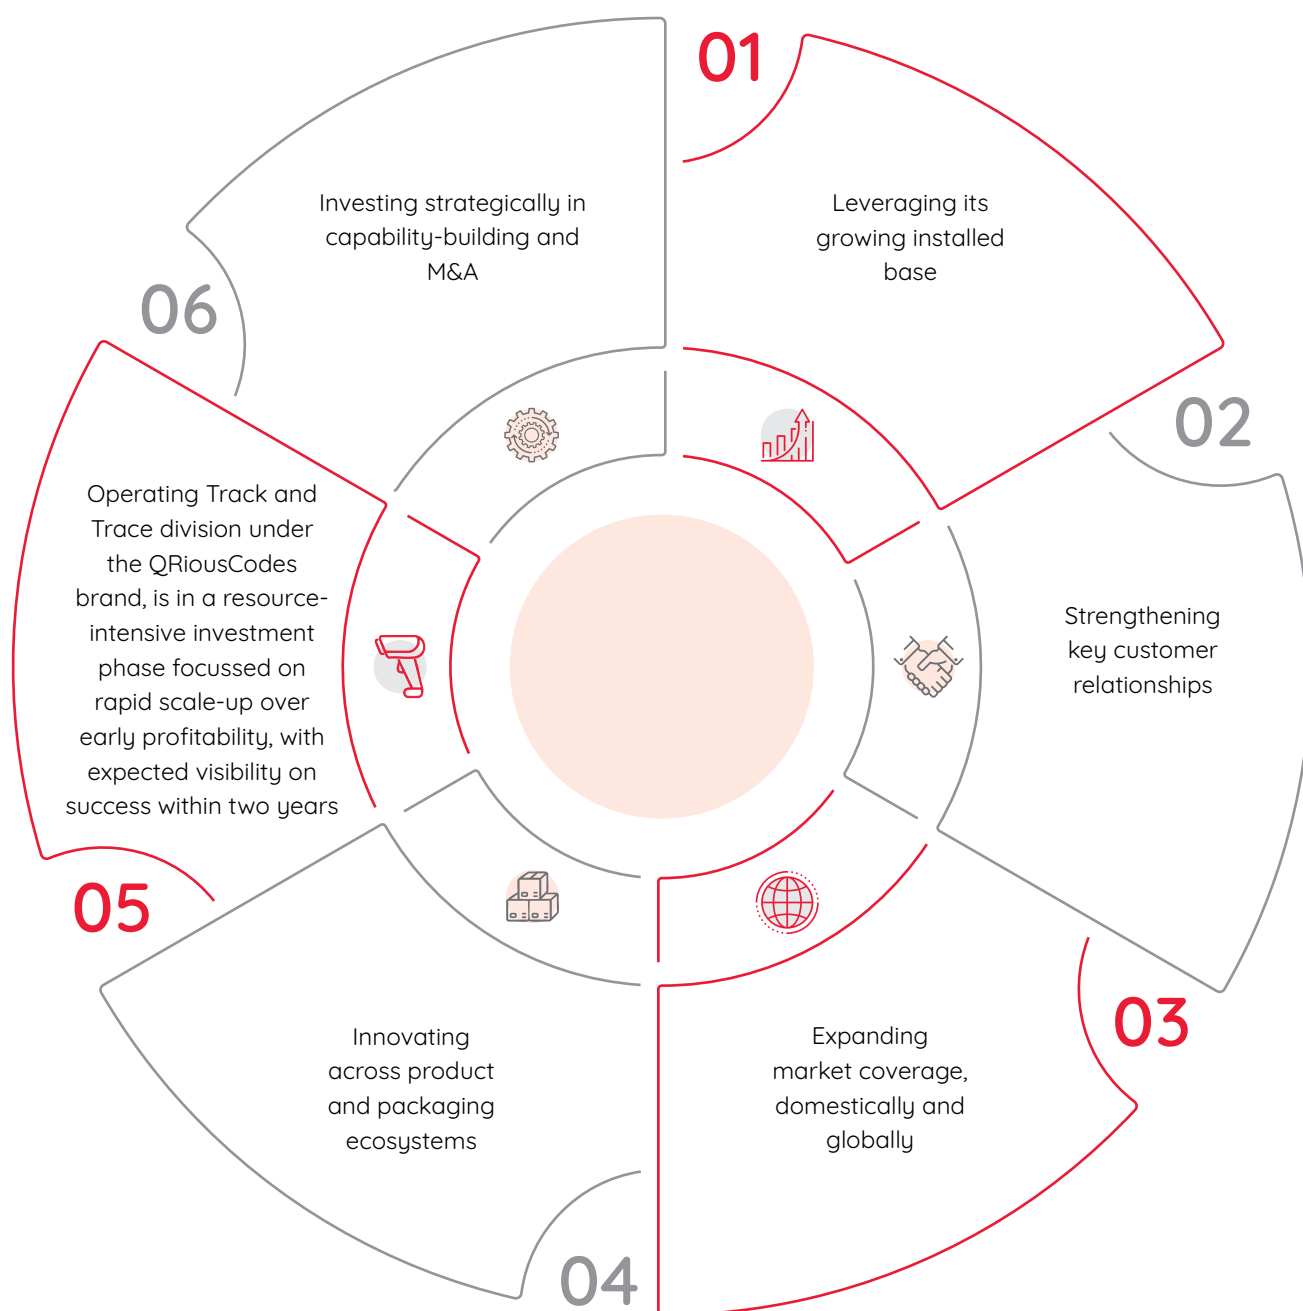 01
Leveraging its
growing installed
base
02
Strengthening
key customer
relationships
03
Expanding
market coverage,
domestically and
globally
04
Innovating
across product
and packaging
ecosystems
05
Operating Track and
Trace division under
the QRiousCodes
brand, is in a resource-
intensive investment
phase focussed on
rapid scale-up over
early profitability, with
expected visibility on
success within two years
06
Investing strategically in
capability-building and
M&A